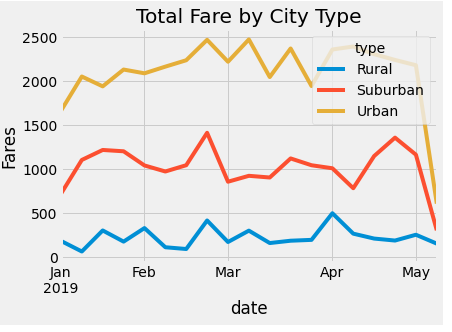 Total Fare by City Type
2500
2000
1500
1000
500
0
Fares
type
Rural
Suburban
Urban
Jan Feb Mar Apr May
2019
date